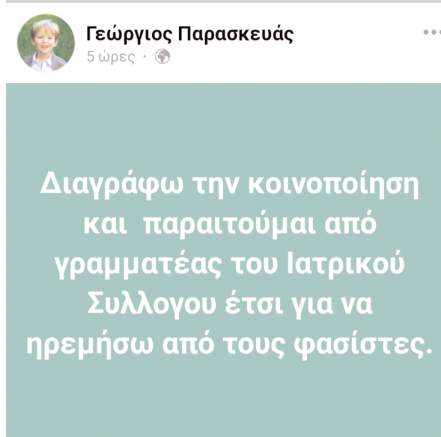 Γεώργιος Παρασκευάς
5 ώρες ·
Διαγράφω την κοινοποίηση
και παραιτούμαι από
γραμματέας του Ιατρικού
Συλλογου έτσι για να
ηρεμήσω από τους φασίστες.